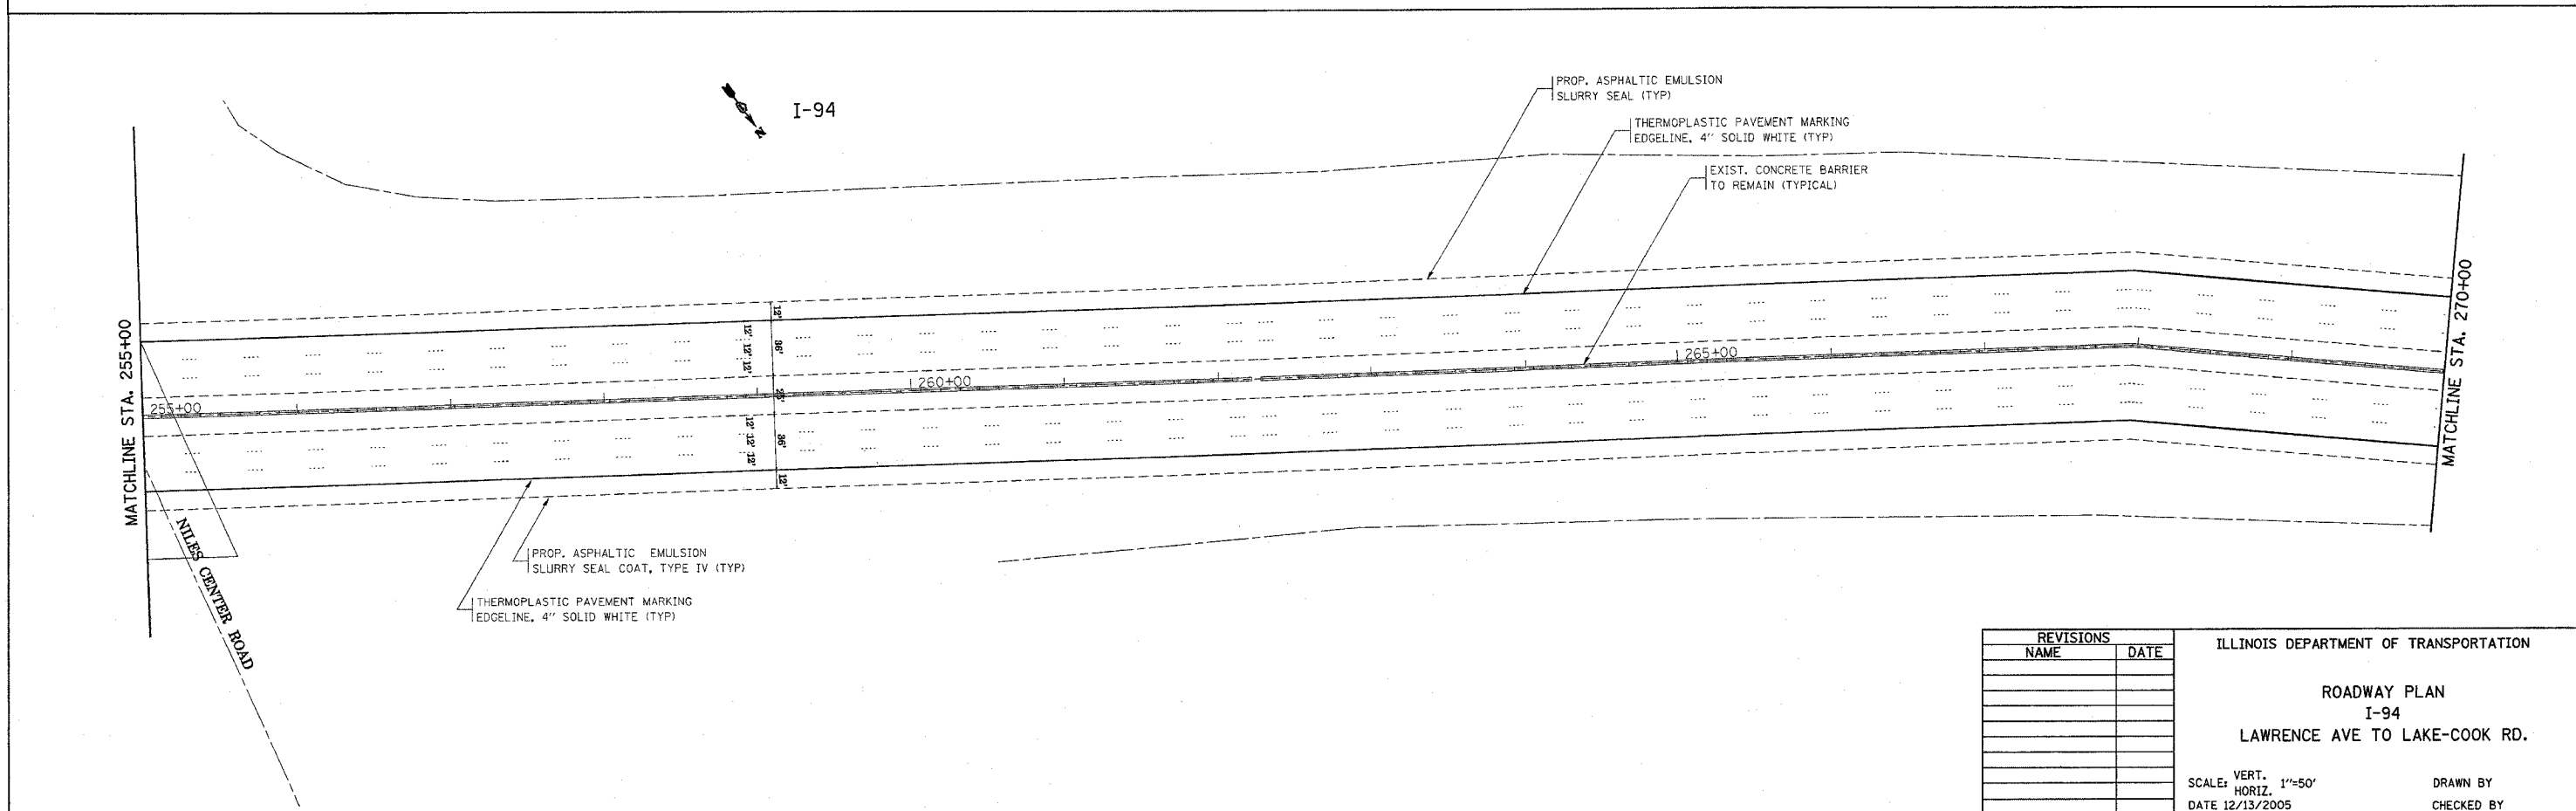 I-94
PROP. ASPHALTIC EMULSION
SLURRY SEAL (TYP)
THERMOPLASTIC PAVEMENT MARKING
EDGELINE, 4" SOLID WHITE (TYP)
EXIST. CONCRETE BARRIER
TO REMAIN (TYPICAL)
N
MATCHLINE STA. 255+00
MATCHLINE STA. 270+00
12'
12'
12'
12'
36'
255+00
260+00
265+00
25'
12'
12'
12'
36'
12'
NILES CENTER ROAD
PROP. ASPHALTIC EMULSION
SLURRY SEAL COAT, TYPE IV (TYP)
THERMOPLASTIC PAVEMENT MARKING
EDGELINE, 4" SOLID WHITE (TYP)
REVISIONS
NAME DATE
ILLINOIS DEPARTMENT OF TRANSPORTATION
ROADWAY PLAN
I-94
LAWRENCE AVE TO LAKE-COOK RD.
SCALE: VERT. HORIZ. 1"=50'
DRAWN BY
DATE 12/13/2005
CHECKED BY